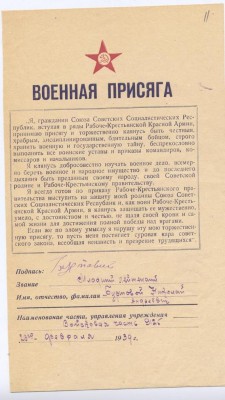 11
ВОЕННАЯ ПРИСЯГА
Я, гражданин Союза Советских Социалистических Рес-
публик, вступая в ряды Рабоче-Крестьянской Красной Армии,
принимаю присягу и торжественно клянусь быть честным,
храбрым, дисциплинированным, бдительным бойцом, строго
хранить военную и государственную тайну, беспрекословно
выполнять все воинские уставы и приказы командиров, ко-
миссаров и начальников.
Я клянусь добросовестно изучать военное дело, всемер-
но беречь военное и народное имущество и до последнего
дыхания быть преданным своему народу, своей Советской
родине и Рабоче-Крестьянскому правительству.
Я всегда готов по приказу Рабоче-Крестьянского прави-
тельства выступить на защиту моей родины Союза Совет-
ских Социалистических Республик и, как воин Рабоче-Кресть-
янской Красной Армии, я клянусь защищать ее мужественно,
умело, с достоинством и честью, не щадя своей крови и са-
мой жизни для достижения полной победы над врагами.
Если же по злому умыслу я нарушу эту мою торжествен-
ную присягу, то пусть меня постигнет суровая кара совет-
ского закона, всеобщая ненависть и презрение трудящихся.
Подпись:
Звание
Имя, отчество, фамилия
Наименование части, управления учреждения
февраля 1939 г.